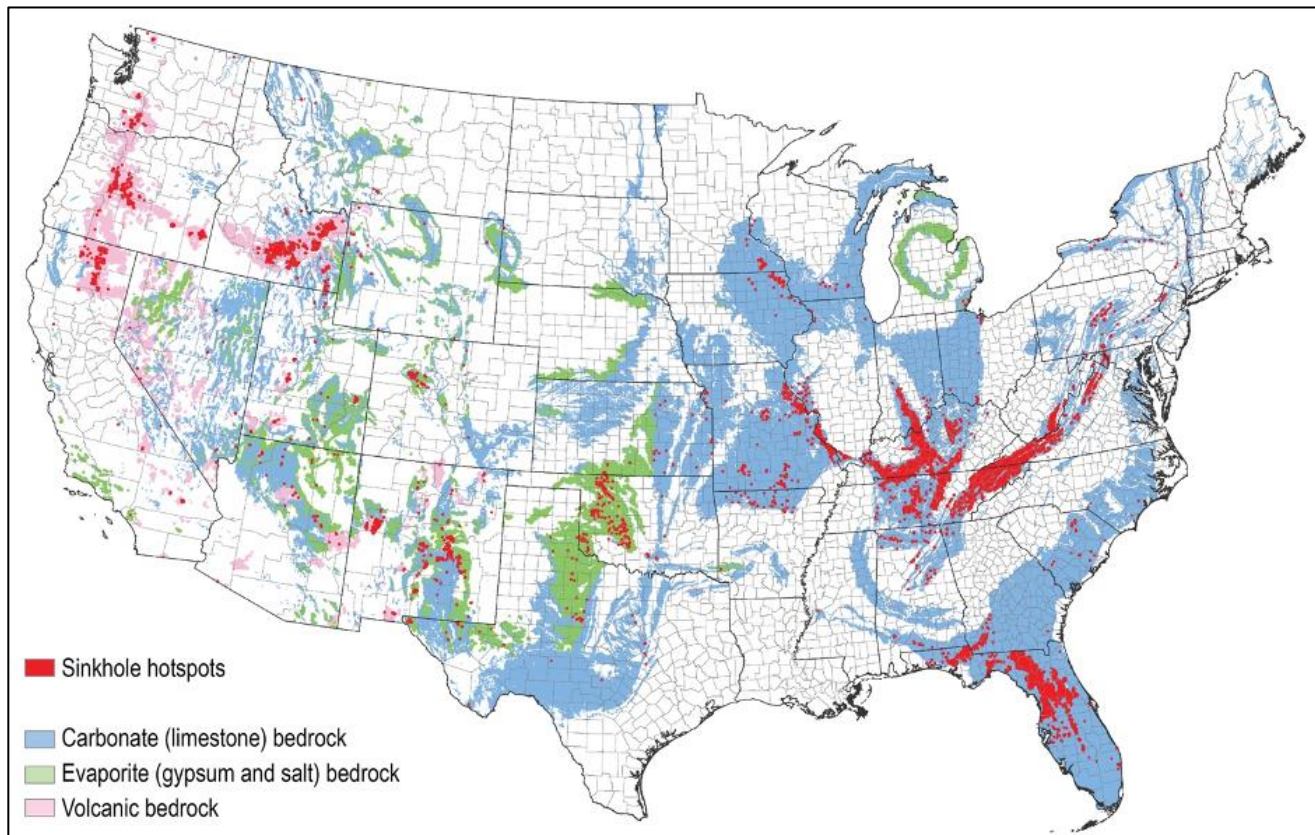 Sinkhole hotspots
Carbonate (limestone) bedrock
Evaporite (gypsum and salt) bedrock
Volcanic bedrock